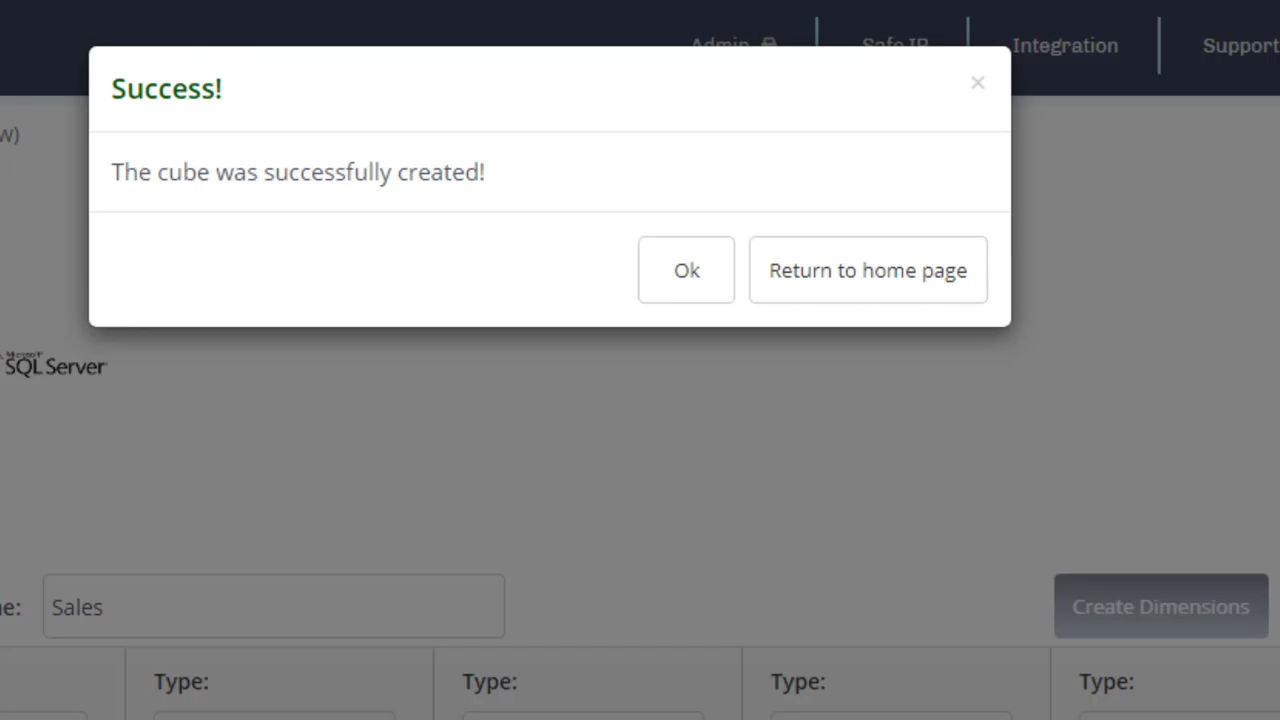 Admin Safe IP Integration Support
Success!
×
w)
The cube was successfully created!
Ok Return to home page
Microsoft
SQL Server
e: Sales Create Dimensions
Type: Type: Type: Type: